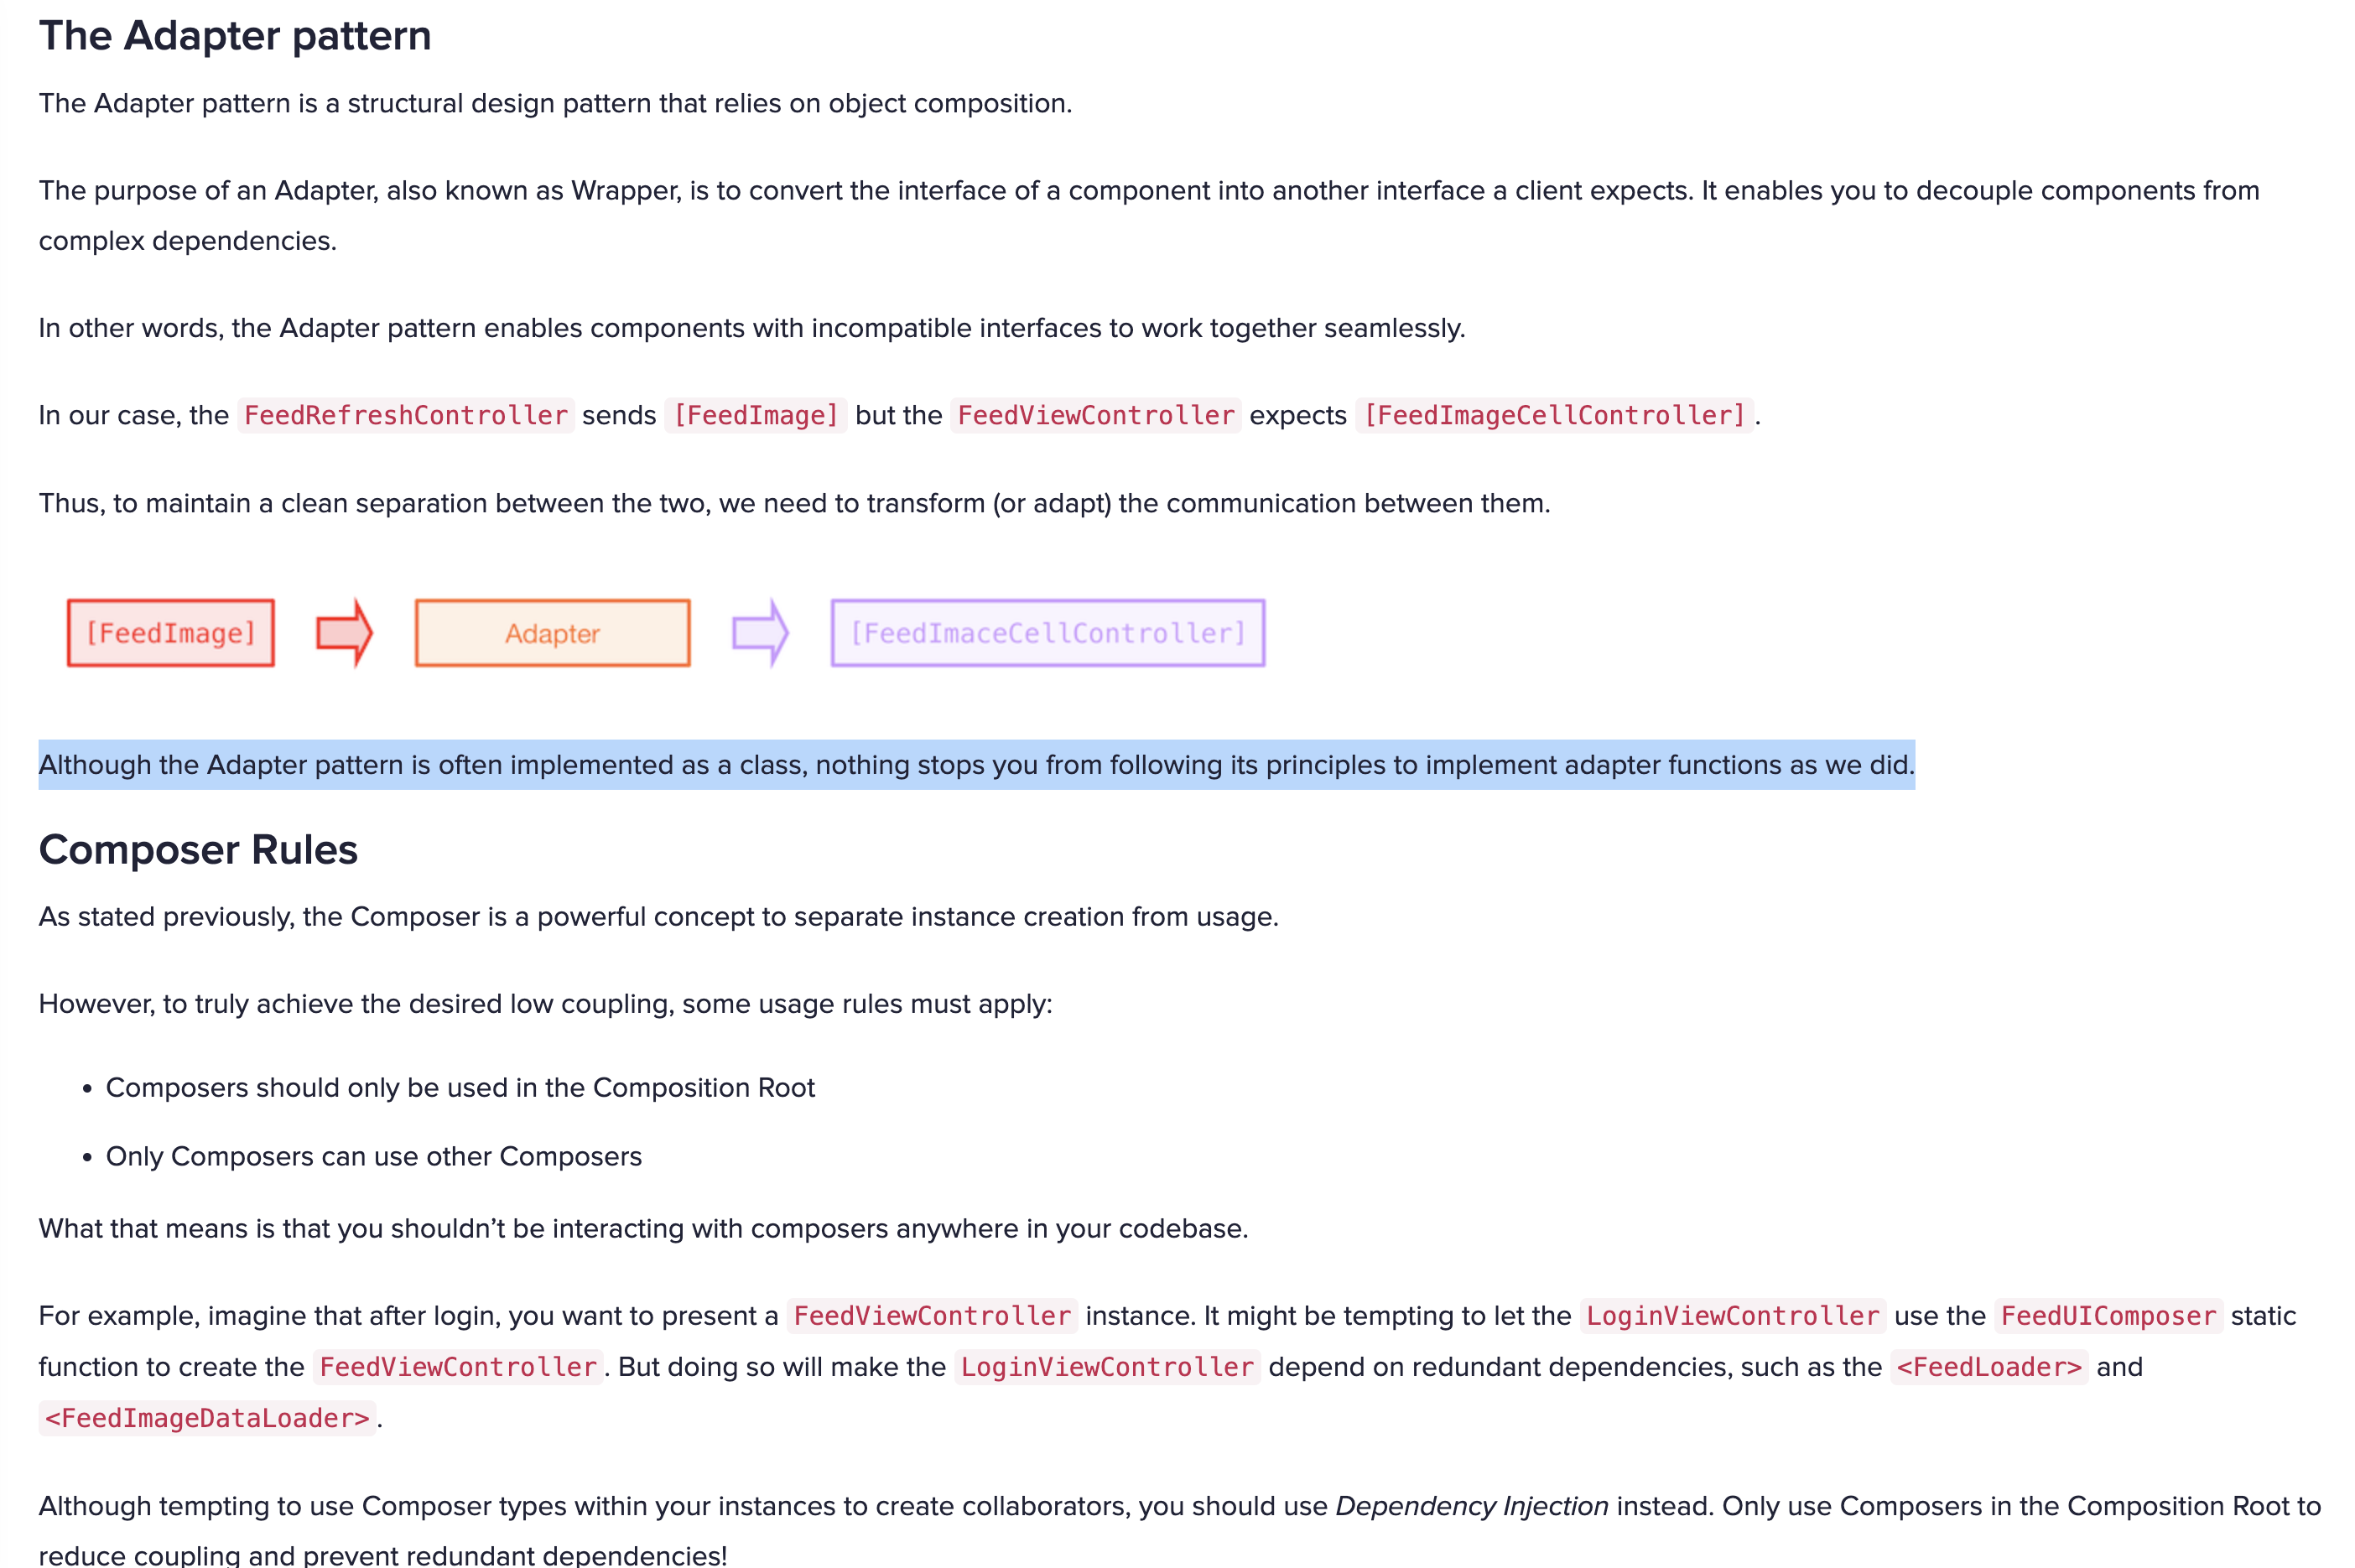 The Adapter pattern
The Adapter pattern is a structural design pattern that relies on object composition.
The purpose of an Adapter, also known as Wrapper, is to convert the interface of a component into another interface a client expects. It enables you to decouple components from
complex dependencies.
In other words, the Adapter pattern enables components with incompatible interfaces to work together seamlessly.
In our case, the FeedRefreshController sends [FeedImage] but the FeedViewController expects [FeedImageCellController].
Thus, to maintain a clean separation between the two, we need to transform (or adapt) the communication between them.
[FeedImage] Adapter [FeedImaceCellController]
Although the Adapter pattern is often implemented as a class, nothing stops you from following its principles to implement adapter functions as we did.
Composer Rules
As stated previously, the Composer is a powerful concept to separate instance creation from usage.
However, to truly achieve the desired low coupling, some usage rules must apply:
• Composers should only be used in the Composition Root
• Only Composers can use other Composers
What that means is that you shouldn’t be interacting with composers anywhere in your codebase.
For example, imagine that after login, you want to present a FeedViewController instance. It might be tempting to let the LoginViewController use the FeedUIComposer static
function to create the FeedViewController. But doing so will make the LoginViewController depend on redundant dependencies, such as the <FeedLoader> and
<FeedImageDataLoader>.
Although tempting to use Composer types within your instances to create collaborators, you should use Dependency Injection instead. Only use Composers in the Composition Root to
reduce coupling and prevent redundant dependencies!